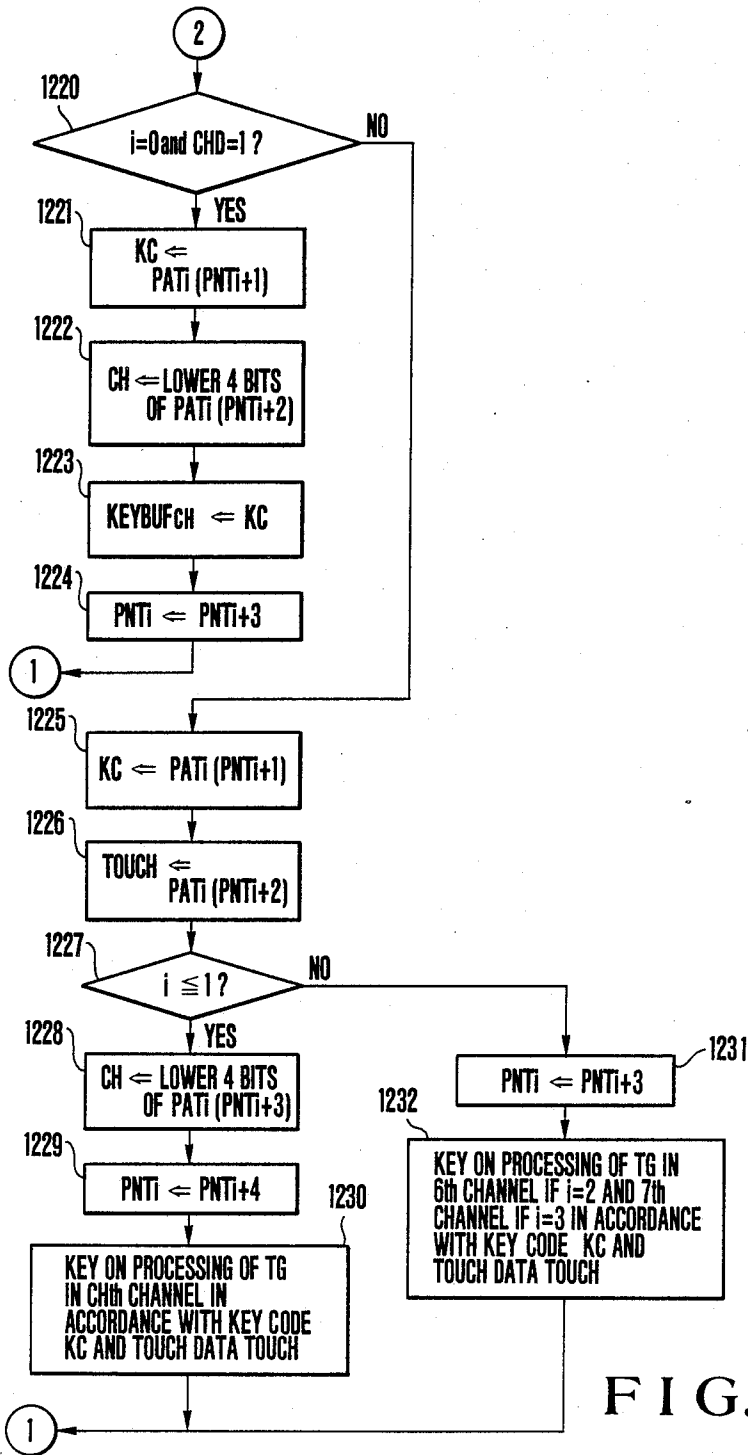 2
1220
i=0 and CHD=1 ?
NO
YES
1221
KC ⇐
PATi (PNTi+1)
1222
CH ⇐ LOWER 4 BITS
OF PATi (PNTi+2)
1223
KEYBUFCH ⇐ KC
1224
PNTi ⇐ PNTi+3
1
1225
KC ⇐ PATi (PNTi+1)
1226
TOUCH ⇐
PATi (PNTi+2)
1227
i ≦ 1 ?
NO
YES
1228
CH ⇐ LOWER 4 BITS
OF PATi (PNTi+3)
1231
PNTi ⇐ PNTi+3
1229
PNTi ⇐ PNTi+4
1232
KEY ON PROCESSING OF TG IN
6th CHANNEL IF i=2 AND 7th
CHANNEL IF i=3 IN ACCORDANCE
WITH KEY CODE KC AND
TOUCH DATA TOUCH
1230
KEY ON PROCESSING OF TG
IN CHth CHANNEL IN
ACCORDANCE WITH KEY CODE
KC AND TOUCH DATA TOUCH
1
FIG.